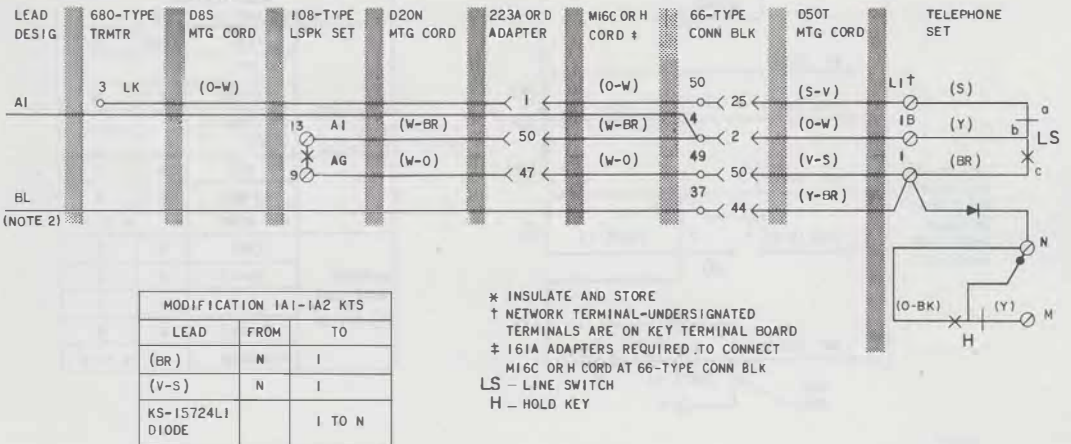 LEAD DESIG 680-TYPE TRMTR D8S MTG CORD 108-TYPE LSPK SET D20N MTG CORD 223A OR D ADAPTER M16C OR H CORD ‡ 66-TYPE CONN BLK D50T MTG CORD TELEPHONE SET
3 LK (O-W) 1 (O-W) 50 25 (S-V) L1† (S) a
A1
13 A1 (W-BR) 50 (W-BR) 4 2 (O-W) 1B (Y) b LS
9 AG (W-O) 47 (W-O) 49 50 (V-S) 1 (BR) c
BL 37 44 (Y-BR)
(NOTE 2)
N
(O-BK) (Y) M
H
MODIFICATION 1A1-1A2 KTS
LEAD FROM TO
(BR) N 1
(V-S) N 1
KS-15724L1 DIODE 1 TO N
* INSULATE AND STORE
† NETWORK TERMINAL-UNDERSIGNATED
TERMINALS ARE ON KEY TERMINAL BOARD
‡ 161A ADAPTERS REQUIRED.TO CONNECT
M16C OR H CORD AT 66-TYPE CONN BLK
LS - LINE SWITCH
H - HOLD KEY